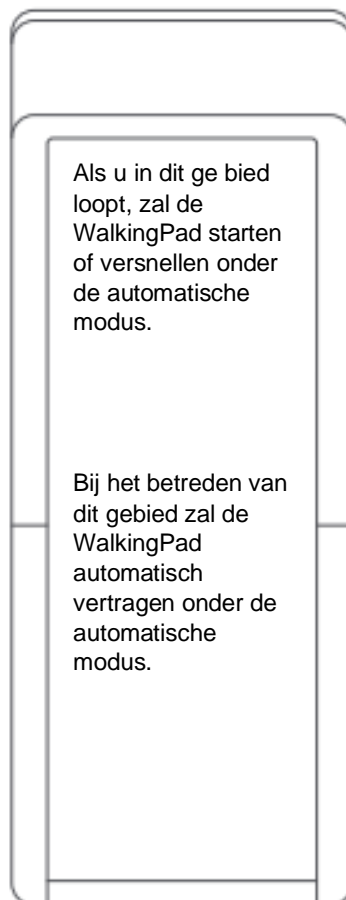 Als u in dit ge bied
loopt, zal de
WalkingPad starten
of versnellen onder
de automatische
modus.
Bij het betreden van
dit gebied zal de
WalkingPad
automatisch
vertragen onder de
automatische
modus.